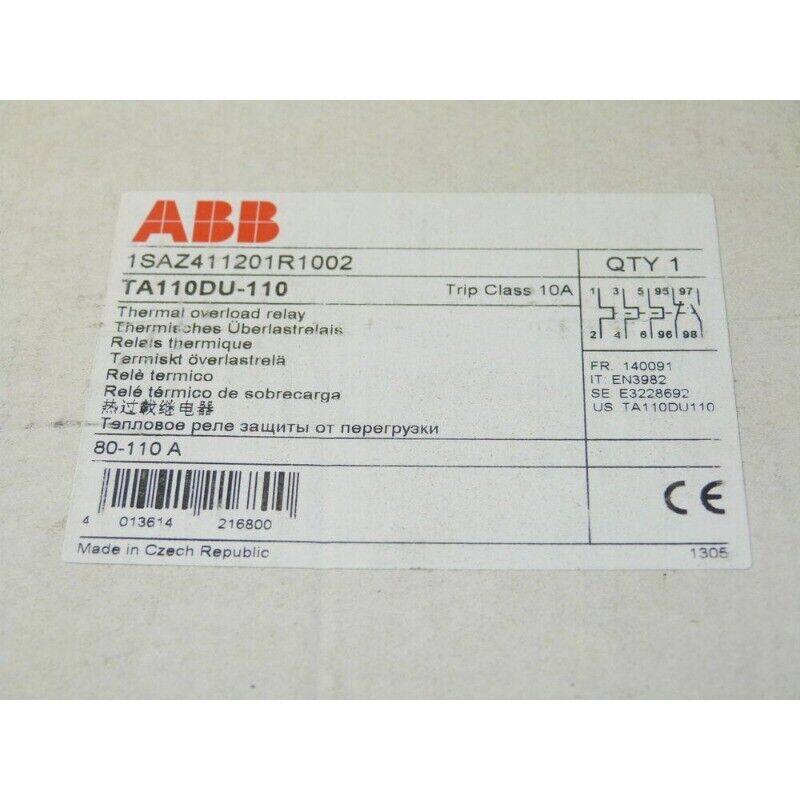 ABB
1SAZ411201R1002
QTY 1
TA110DU-110
Trip Class 10A
1 3 5 95 97
2 4 6 96 98
Thermal overload relay
Thermisches Überlastrelais
Relais thermique
Termiskt överlastrelä
Relè termico
Relé térmico de sobrecarga
热过载继电器
Тепловое реле защиты от перегрузки
FR. 140091
IT: EN3982
SE E3228692
US TA110DU110
80-110 A
4 013614 216800
CE
Made in Czech Republic
1305